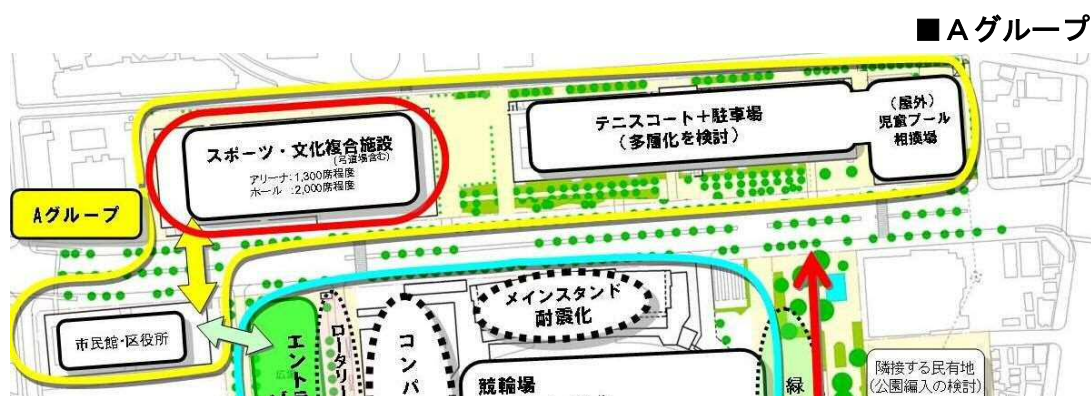 ■Aグループ
スポーツ・文化複合施設
(弓道場含む)
アリーナ:1,300席程度
ホール :2,000席程度
テニスコート+駐車場
(多層化を検討)
(屋外)
児童プール
相撲場
Aグループ
市民館・区役所
エントラ
ロータリー
コンパ
メインスタンド
耐震化
競輪場
緑
隣接する民有地
(公園編入の検討)